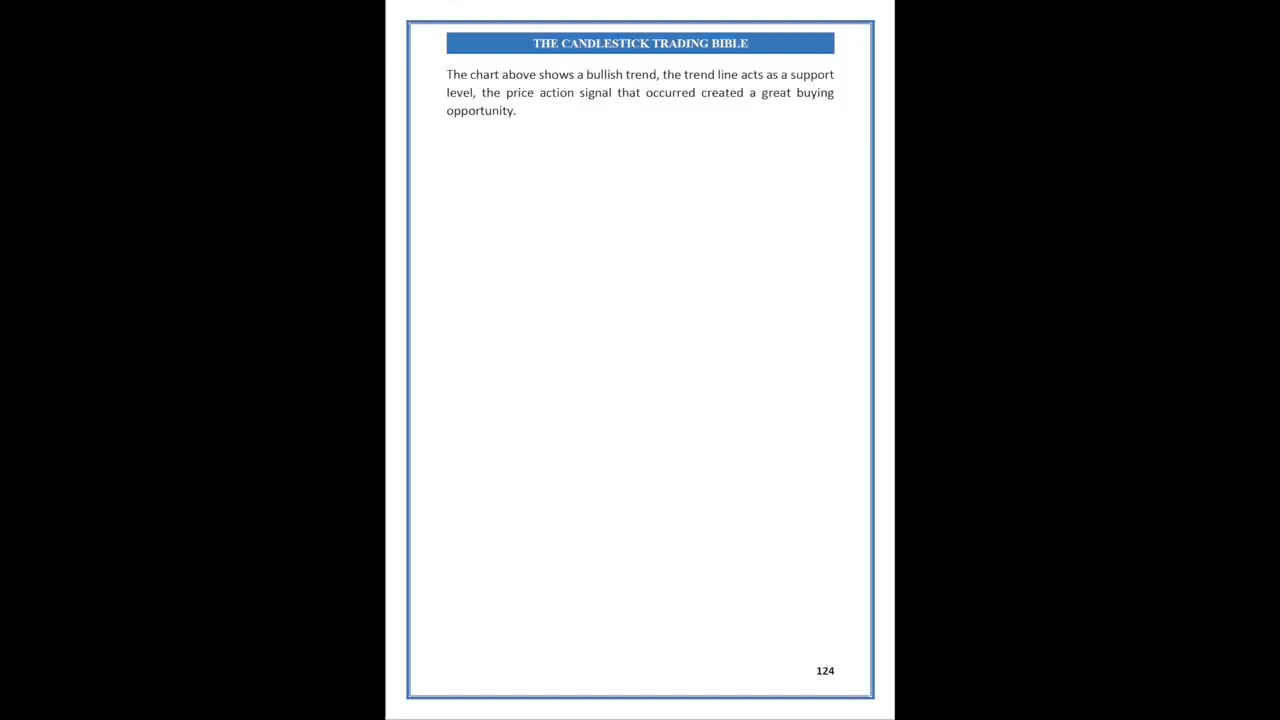 THE CANDLESTICK TRADING BIBLE
The chart above shows a bullish trend, the trend line acts as a support
level, the price action signal that occurred created a great buying
opportunity.
124